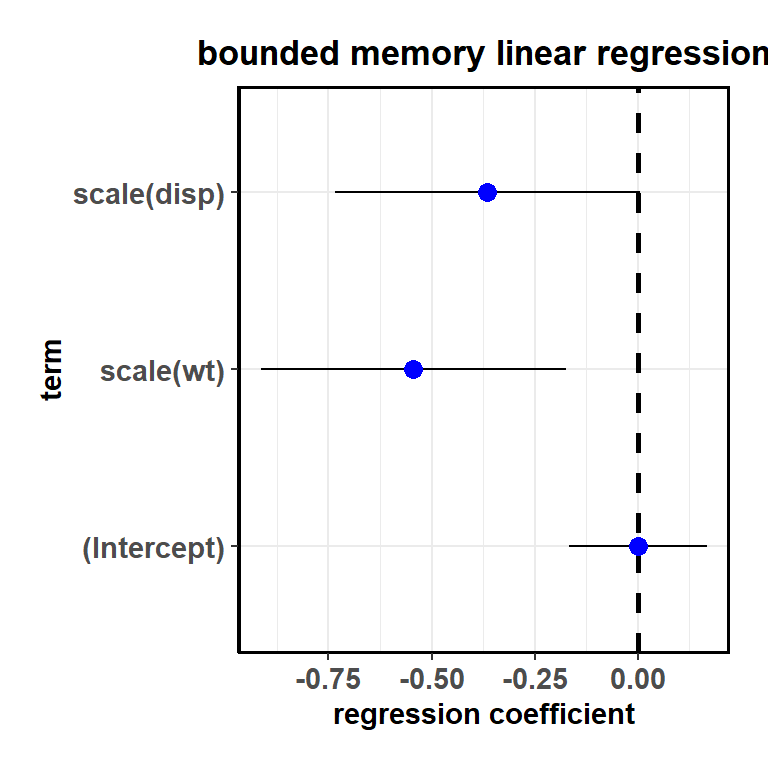 bounded memory linear regression
scale(disp)
scale(wt)
(Intercept)
term
-0.75 -0.50 -0.25 0.00
regression coefficient